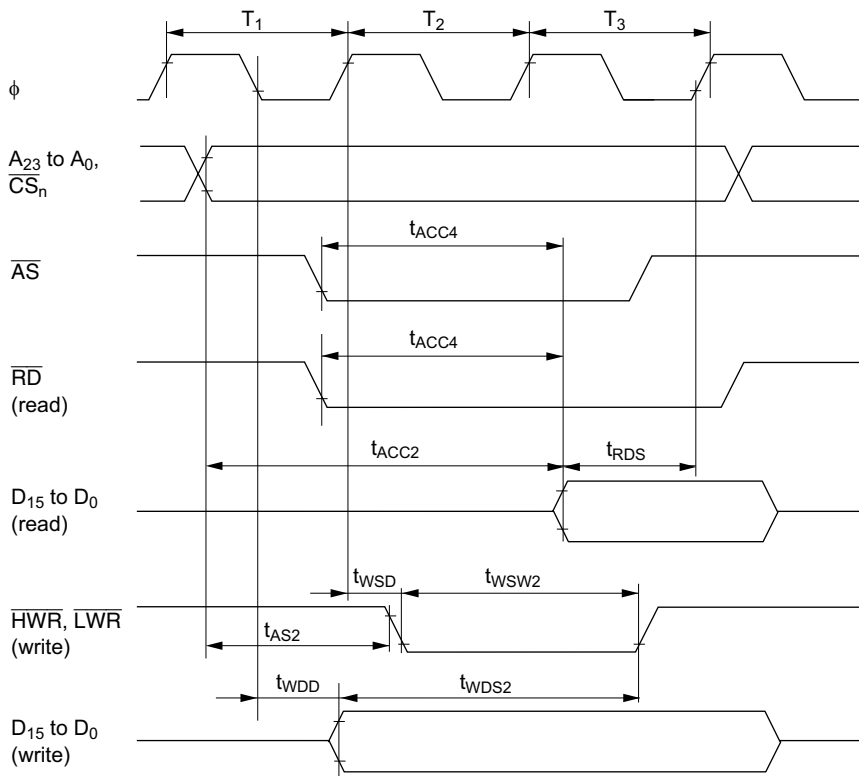 T1 T2 T3
ϕ
A23 to A0,
CSn
tACC4
AS
tACC4
RD
(read)
tACC2 tRDS
D15 to D0
(read)
tWSD tWSW2
HWR, LWR
(write)
tAS2
tWDD tWDS2
D15 to D0
(write)